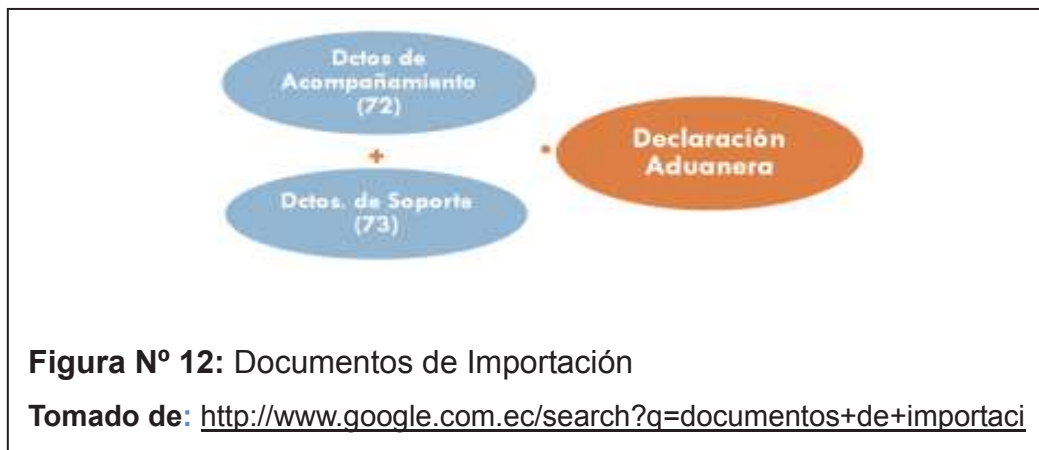 Dctos de
Acompañamiento
(72)
+
Dctos. de Soporte
(73)
Declaración
Aduanera
Figura Nº 12: Documentos de Importación
Tomado de: http://www.google.com.ec/search?q=documentos+de+importaci